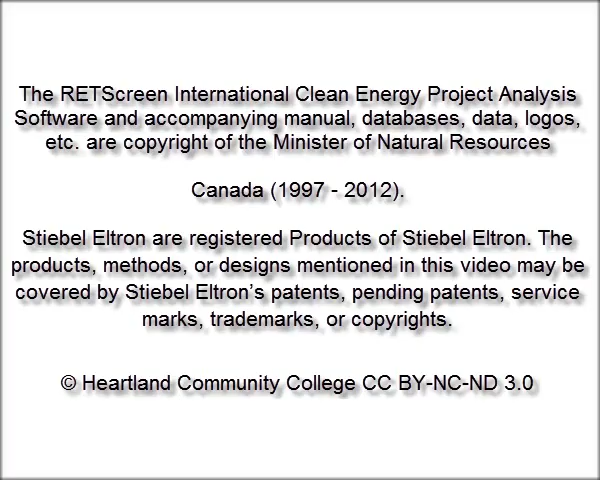 The RETScreen International Clean Energy Project Analysis
Software and accompanying manual, databases, data, logos,
etc. are copyright of the Minister of Natural Resources
Canada (1997 - 2012).
Stiebel Eltron are registered Products of Stiebel Eltron. The
products, methods, or designs mentioned in this video may be
covered by Stiebel Eltron’s patents, pending patents, service
marks, trademarks, or copyrights.
© Heartland Community College CC BY-NC-ND 3.0